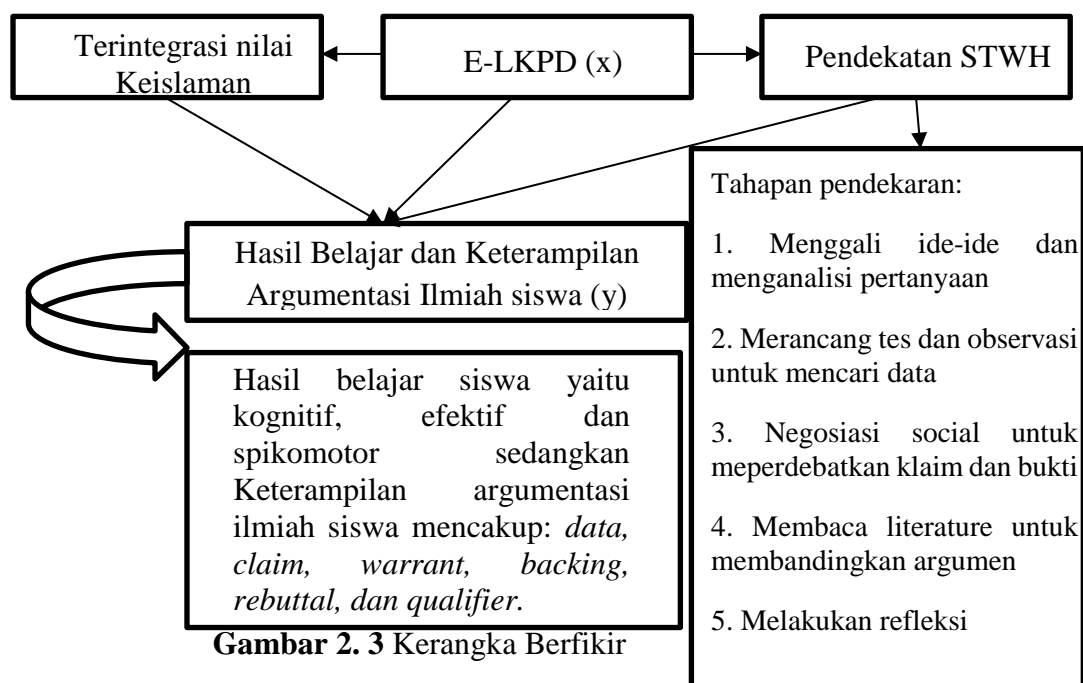 Terintegrasi nilai
Keislaman
E-LKPD (x)
Pendekatan STWH
Hasil Belajar dan Keterampilan
Argumentasi Ilmiah siswa (y)
Hasil belajar siswa yaitu
kognitif, efektif dan
spikomotor sedangkan
Keterampilan argumentasi
ilmiah siswa mencakup: data,
claim, warrant, backing,
rebuttal, dan qualifier.
Tahapan pendekaran:
1. Menggali ide-ide dan
menganalisi pertanyaan
2. Merancang tes dan observasi
untuk mencari data
3. Negosiasi social untuk
meperdebatkan klaim dan bukti
4. Membaca literature untuk
membandingkan argumen
5. Melakukan refleksi
Gambar 2. 3 Kerangka Berfikir